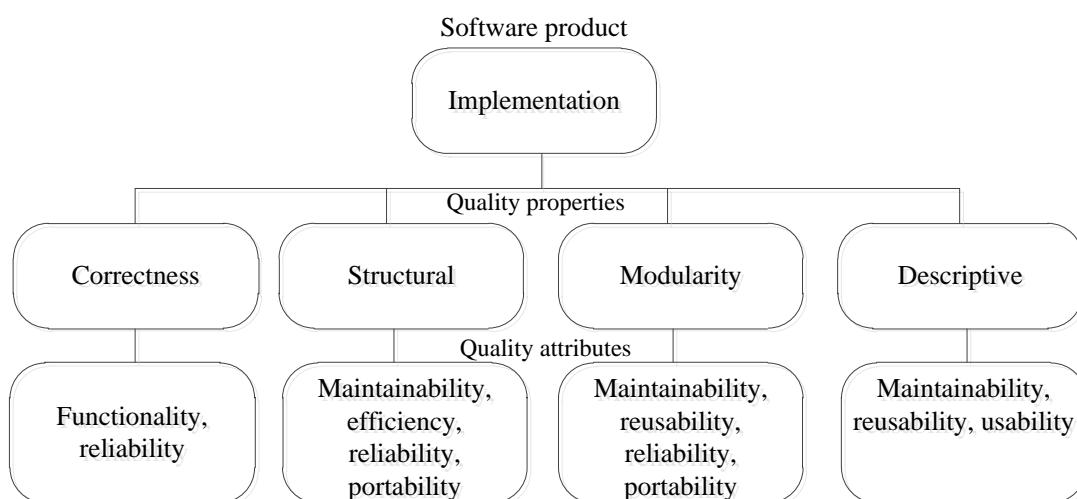 Software product
Implementation
Quality properties
Correctness
Structural
Modularity
Descriptive
Quality attributes
Functionality,
reliability
Maintainability,
efficiency,
reliability,
portability
Maintainability,
reusability,
reliability,
portability
Maintainability,
reusability, usability